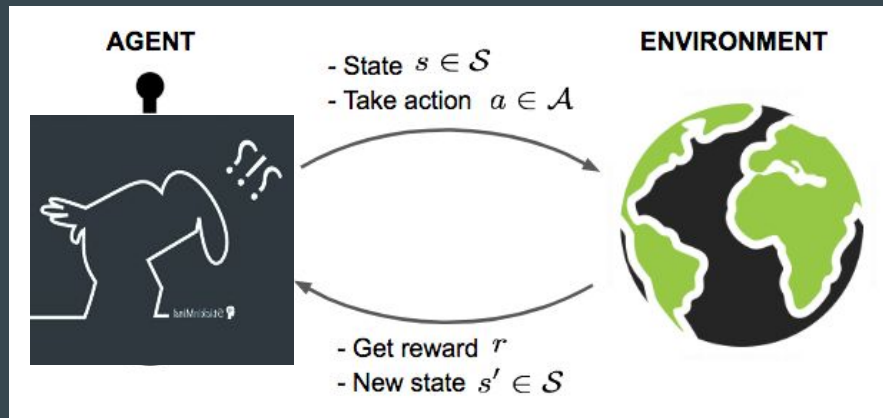 AGENT
ENVIRONMENT
- State s ∈ 𝒮
- Take action a ∈ 𝒜
?!?
- Get reward r
- New state s′ ∈ 𝒮